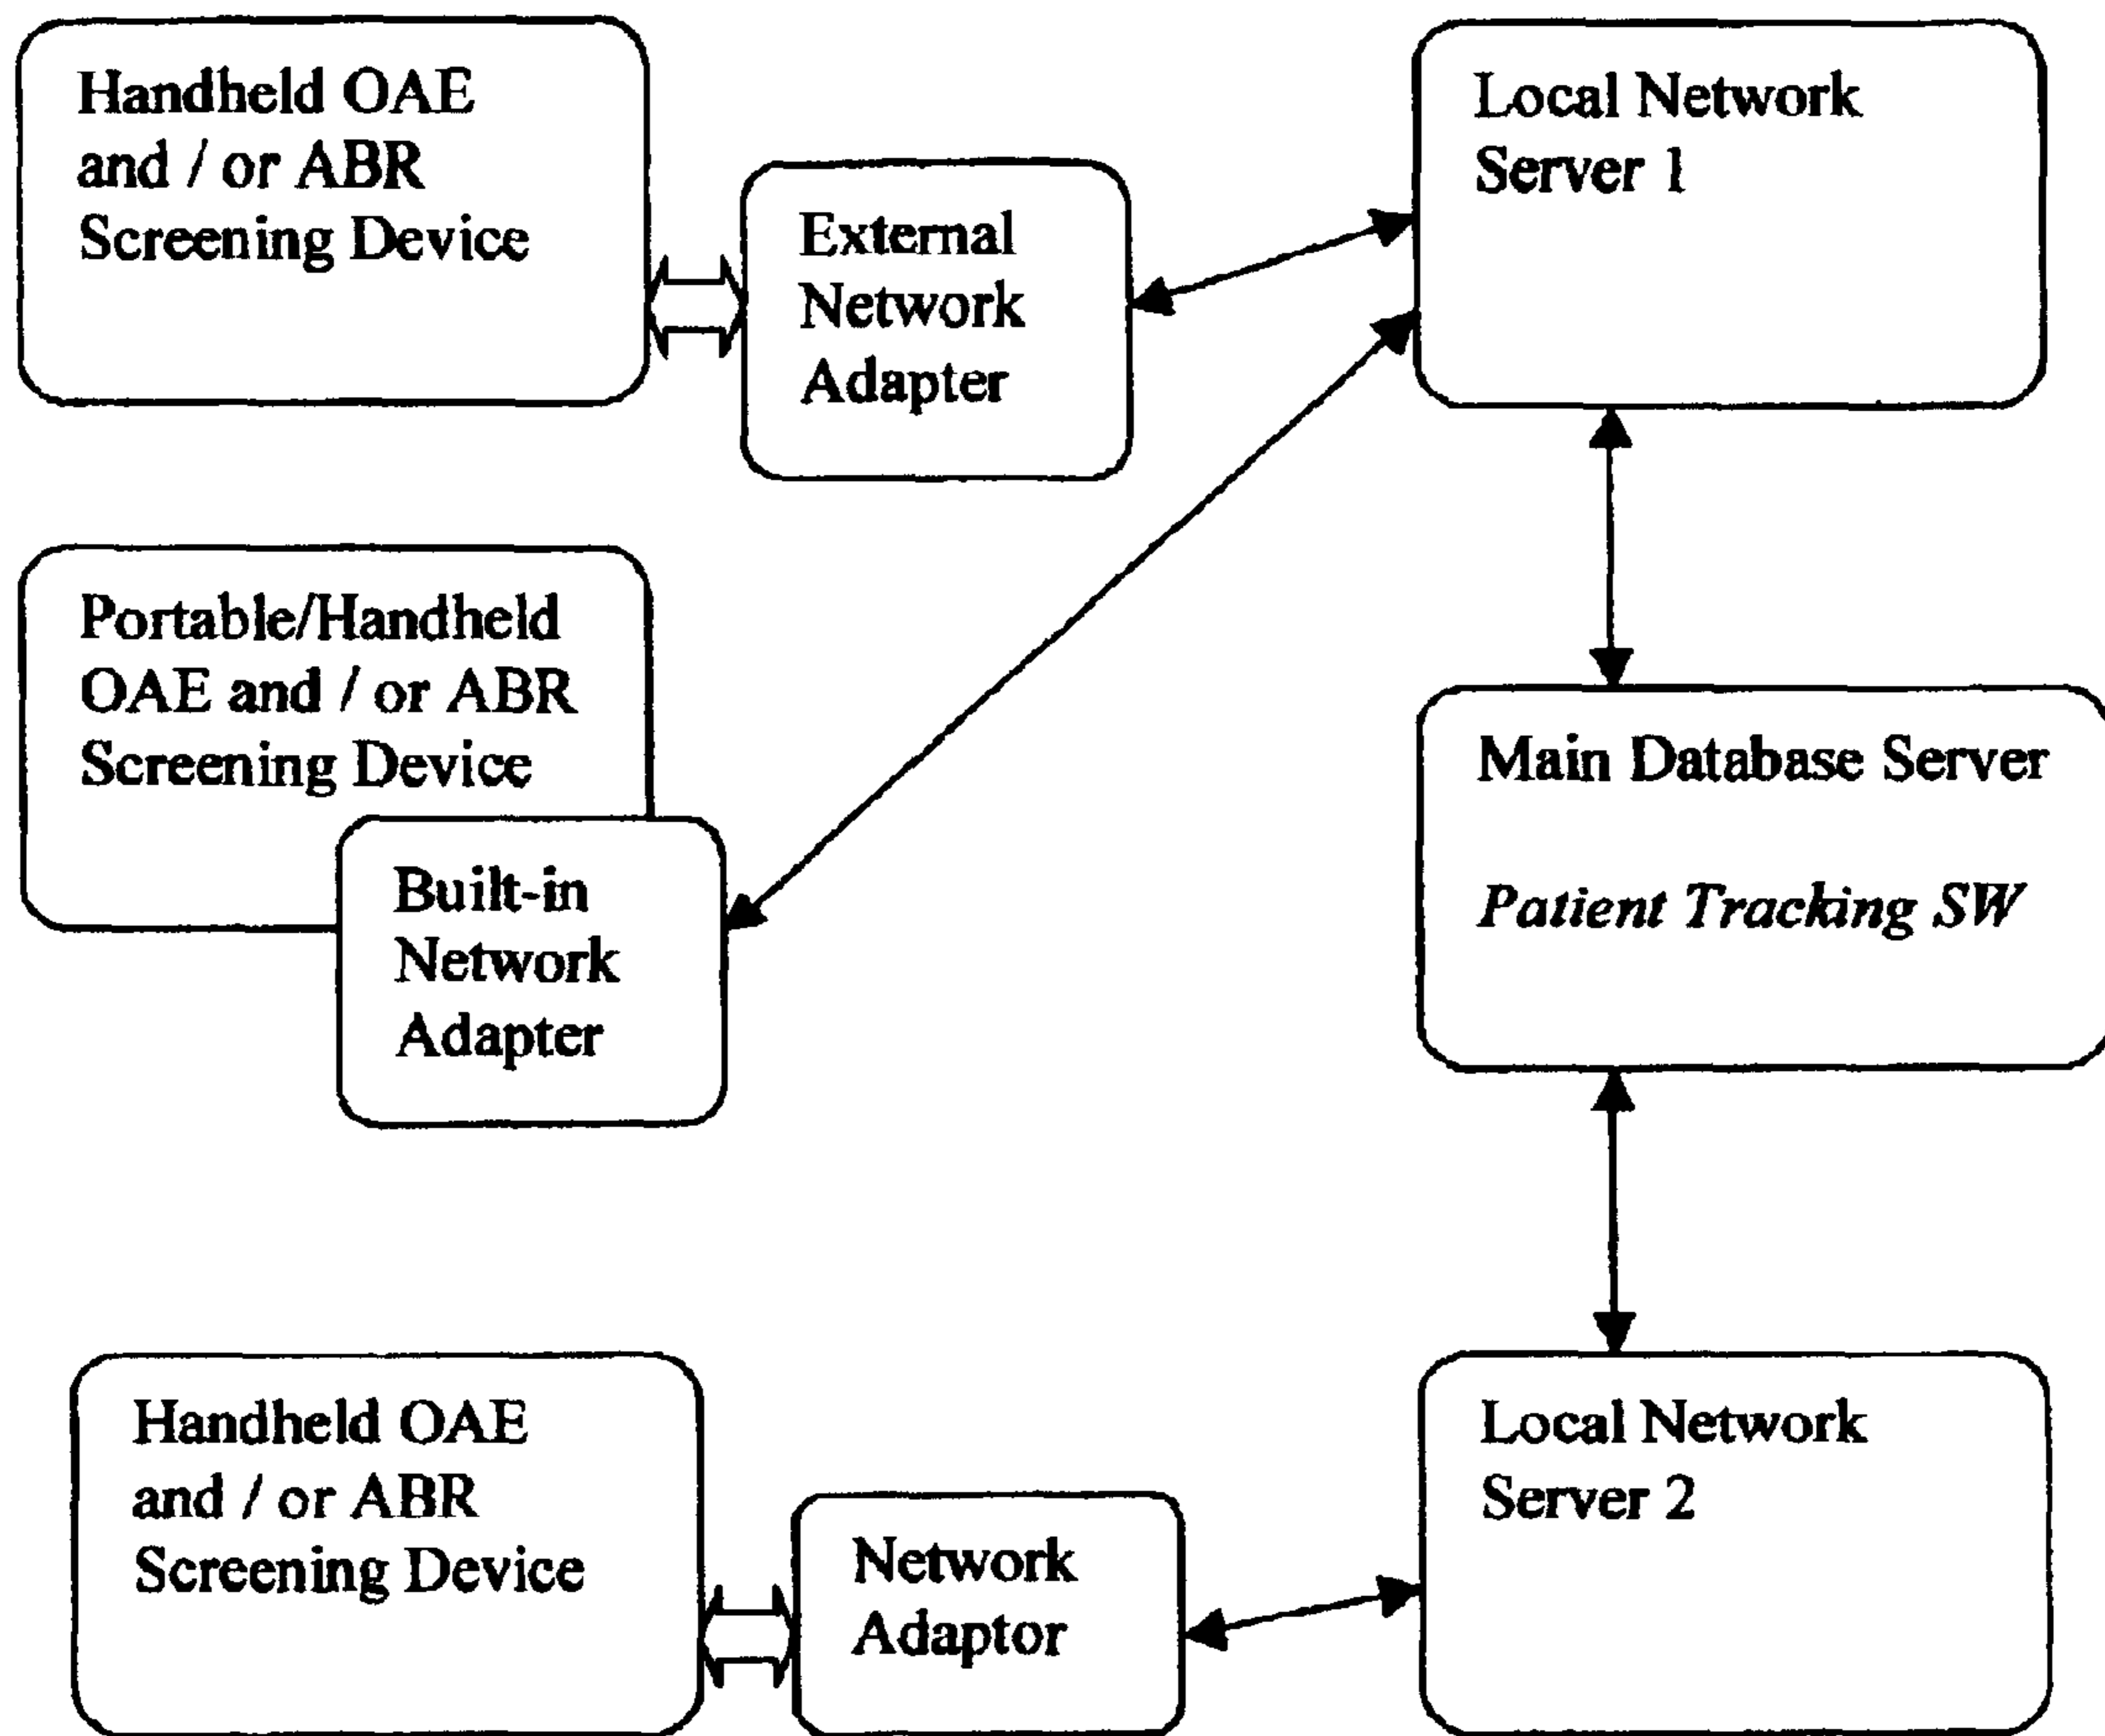 Handheld OAE
and / or ABR
Screening Device
External
Network
Adapter
Local Network
Server 1
Portable/Handheld
OAE and / or ABR
Screening Device
Built-in
Network
Adapter
Main Database Server
Patient Tracking SW
Handheld OAE
and / or ABR
Screening Device
Network
Adaptor
Local Network
Server 2